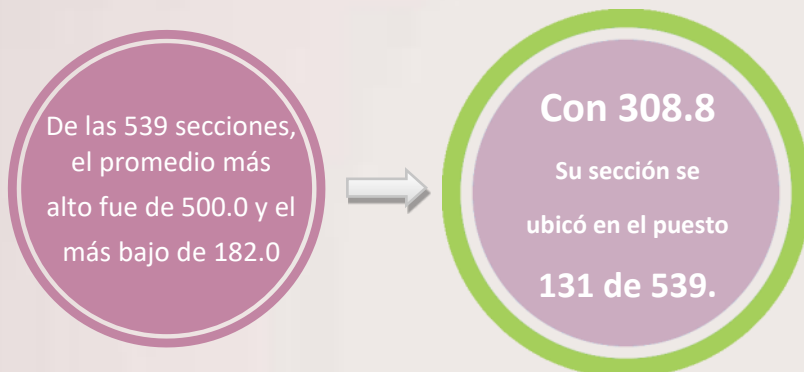 De las 539 secciones,
el promedio más
alto fue de 500.0 y el
más bajo de 182.0
Con 308.8
Su sección se
ubicó en el puesto
131 de 539.